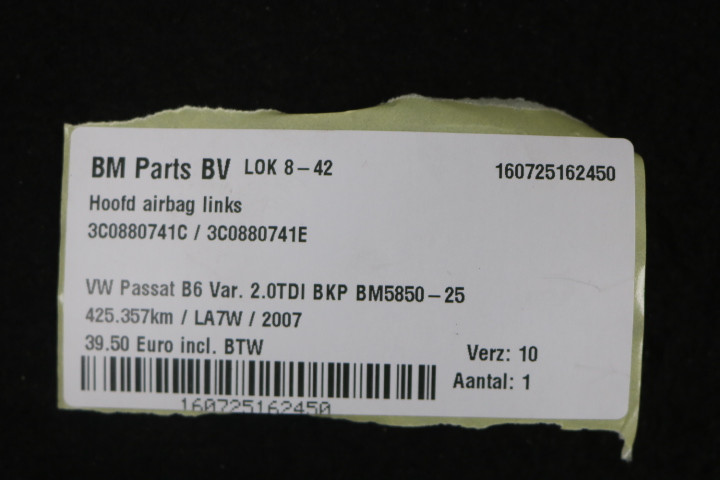 BM Parts BV LOK 8-42 160725162450
Hoofd airbag links
3C0880741C / 3C0880741E
VW Passat B6 Var. 2.0TDI BKP BM5850-25
425.357km / LA7W / 2007
39.50 Euro incl. BTW
Verz: 10
Aantal: 1
160725162450